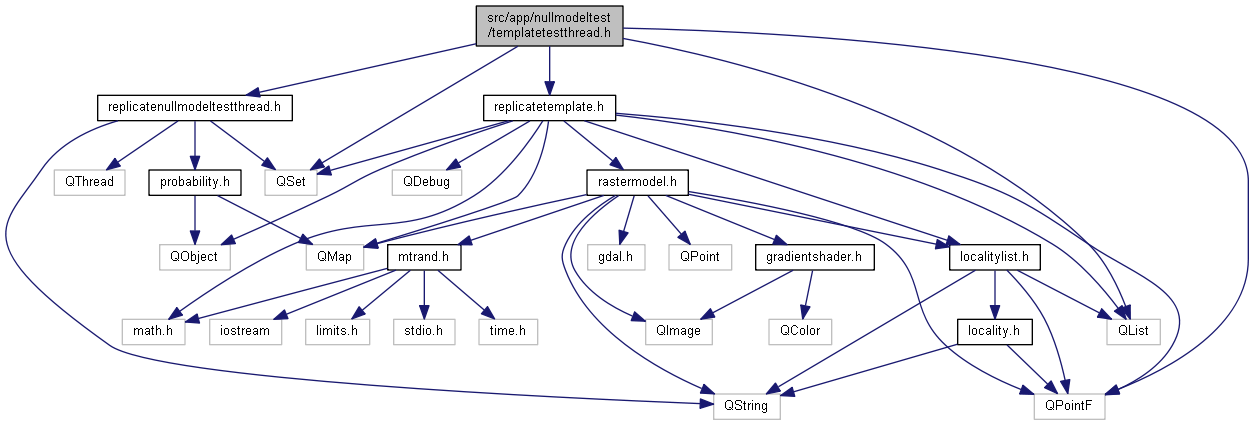 src/app/nullmodeltest
/templatetestthread.h
replicatenullmodeltestthread.h
replicatetemplate.h
QThread
probability.h
QSet
QDebug
rastermodel.h
QObject
QMap
mtrand.h
gdal.h
QPoint
gradientshader.h
localitylist.h
math.h
iostream
limits.h
stdio.h
time.h
QImage
QColor
locality.h
QList
QString
QPointF